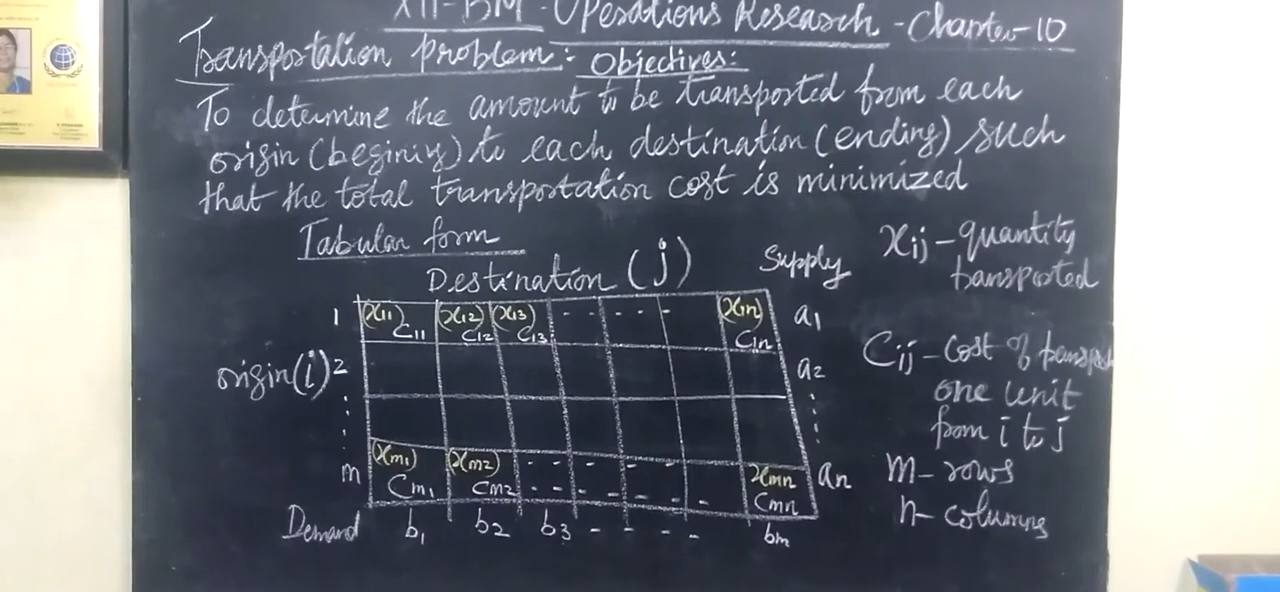 XII-BM - Operations Research - Chapter-10
Transportation problem: Objectives:
To determine the amount to be transported from each
origin (begining) to each destination (ending) such
that the total transportation cost is minimized
Tabular form
Destination (j) Supply
1 x11 C11 x12 C12 x13 C13 - - - - - x1n C1n a1
origin(i) 2 a2
m xm1 Cm1 xm2 Cm2 - - - - - xmn Cmn an
Demand b1 b2 b3 - - - - bm
xij - quantity
transported
Cij - Cost of
one unit
from i to j
m - rows
n - columns